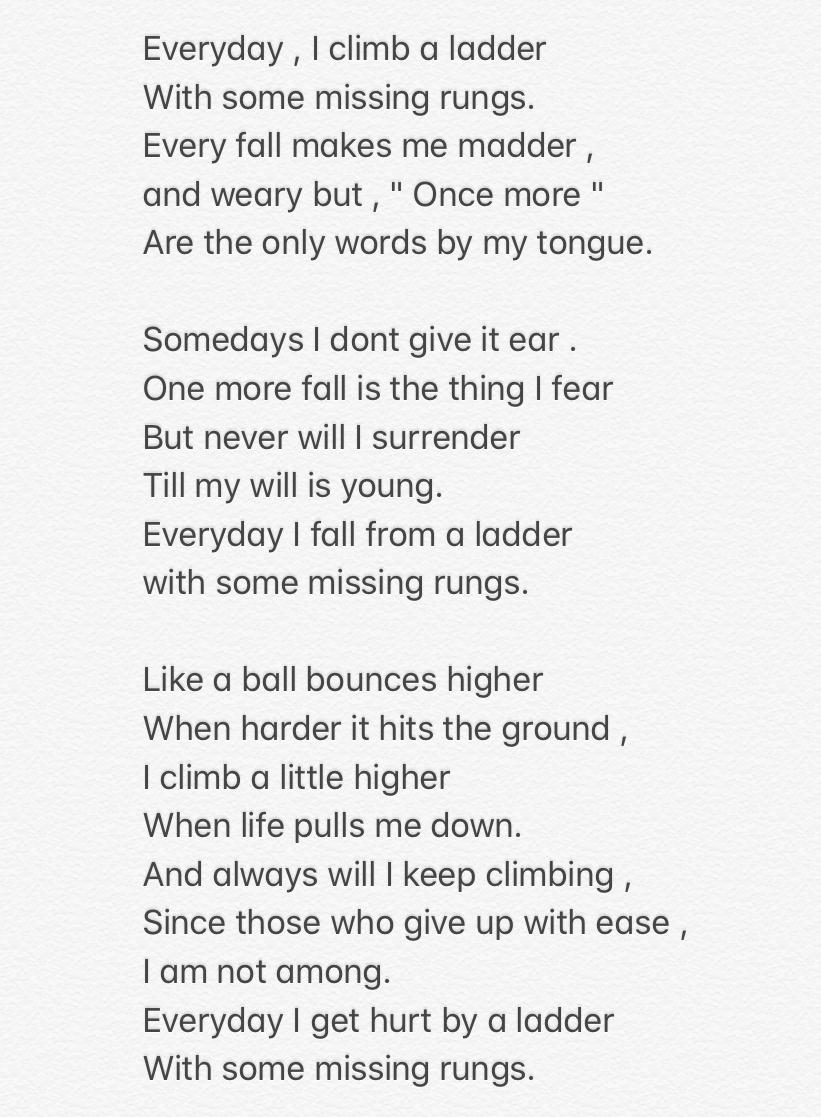 Everyday , I climb a ladder
With some missing rungs.
Every fall makes me madder ,
and weary but , " Once more "
Are the only words by my tongue.
Somedays I dont give it ear .
One more fall is the thing I fear
But never will I surrender
Till my will is young.
Everyday I fall from a ladder
with some missing rungs.
Like a ball bounces higher
When harder it hits the ground ,
I climb a little higher
When life pulls me down.
And always will I keep climbing ,
Since those who give up with ease ,
I am not among.
Everyday I get hurt by a ladder
With some missing rungs.